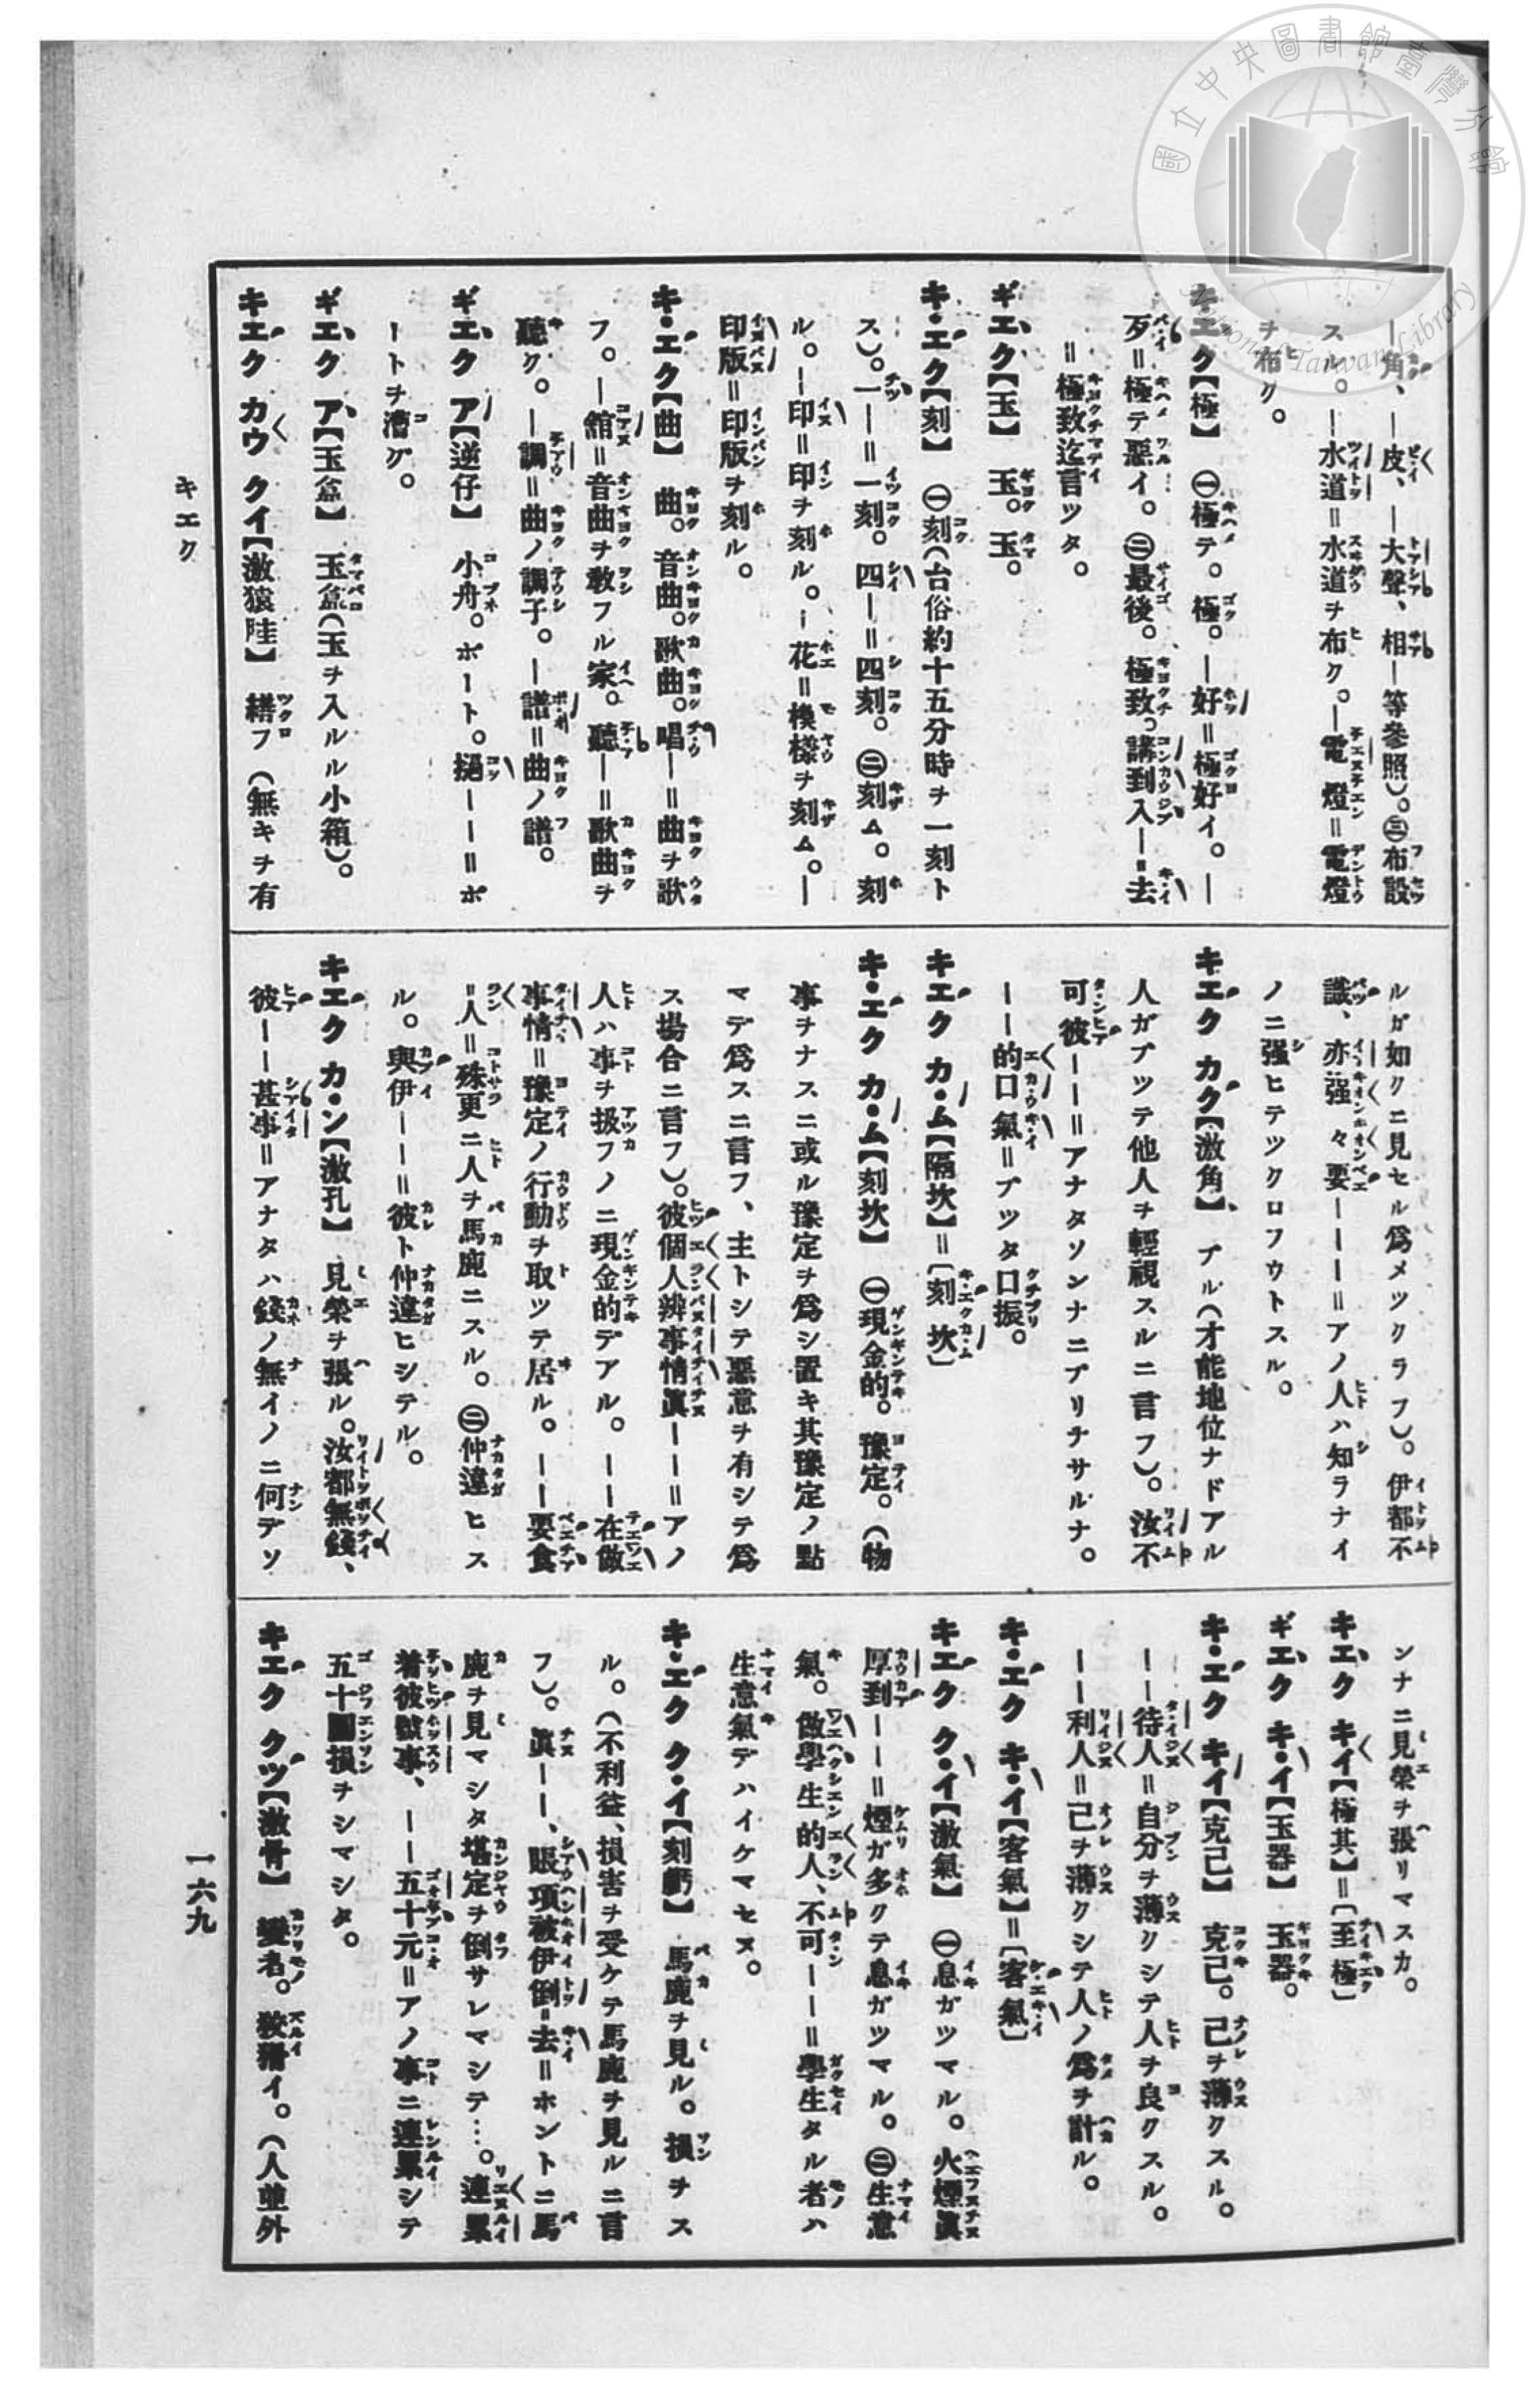 國立中央圖書館臺灣分館
National Taiwan Library
ー角、ー皮、ー大聲、相ー等參照)。㊂布設
スル。ー水道=水道ヲ布ク。ー電燈=電燈
ヲ布ク。
キエク【極】 ㊀極テ。極。ー好=極好イ。ー
歹=極テ惡イ。㊁最後。極致。講到入ー=去
=極致迄言ツタ。
ギエク【玉】 玉。玉。
キ・エク【刻】 ㊀刻(台俗約十五分時ヲ一刻ト
ス)。一ー=一刻。四ー=四刻。㊁刻ム。刻
ル。ー印=印ヲ刻ル。ー花=模樣ヲ刻ム。ー
印版=印版ヲ刻ル。
キ・エク【曲】 曲。音曲。歌曲。唱ー=曲ヲ歌
フ。ー舘=音曲ヲ敎フル家。聽ー=歌曲ヲ
聽ク。ー調=曲ノ調子。ー譜=曲ノ譜。
ギエク ア【逆仔】 小舟。ボート。ーー=ボ
ートヲ漕グ。
ギエク ア【玉盒】 玉盒(玉ヲ入ルル小箱)。
キエク カウ クイ【激猿】 繕フ (無キヲ有
ルガ如クニ見セル爲メツクラフ)。伊都不
識、亦强々要ーーー=アノ人ハ知ラナイ
ノニ强ヒテツクロフウトスル。
キエク カク【激角】 ブル(才能地位ナドアル
人ガブツテ他人ヲ輕視スルニ言フ)。汝不
可彼ーー=アナタソンナニブリナサルナ。
ーー的口氣=ブツタ口振。
キエク カ・ム【隔坎】=〔刻坎〕
キ・エク カ・ム【刻坎】 ㊀現金的。豫定。(物
事ヲナスニ或ル豫定ヲ爲シ置キ其豫定ノ點
マデ爲スニ言フ、主トシテ惡意ヲ有シテ爲
ス場合ニ言フ)。彼個人辨事情眞ーー=アノ
人ハ事ヲ扱フノニ現金的デアル。ーー在做
事情=豫定ノ行動ヲ取ツテ居ル。ーー要食
=人=殊更ニ人ヲ馬鹿ニスル。㊁仲違ヒス
ル。與伊ーー=彼ト仲違ヒシテル。
キエク カ・ン【激孔】 見榮ヲ張ル。汝都無錢、
彼ーー甚事=アナタハ錢ノ無イノニ何デソ
ンナニ見榮ヲ張リマスカ。
キエク キイ【極其】=〔至極〕
ギエク キ・イ【玉器】 玉器。
キ・エク キイ【克己】 克己。己ヲ薄クスル。
ーー待人=自分ヲ薄クシテ人ヲ良クスル。
ーー利人=己ヲ薄クシテ人ノ爲ヲ計ル。
キ・エク キ・イ【客氣】=〔客氣〕
キエク ク・イ【激氣】 ㊀息ガツマル。火煙眞
厚到ーー=煙ガ多クテ息ガツマル。㊁生意
氣。做學生的人、不可ーー=學生タル者ハ
生意氣デハイケマセヌ。
キ・エク ク・イ【刻虧】 馬鹿ヲ見ル。損ヲス
ル。(不利益、損害ヲ受ケテ馬鹿ヲ見ルニ言
フ)。眞ーー、賬項被伊倒=去=ホントニ馬
鹿ヲ見マシタ堪定ヲ倒サレマシテ…。連累
着彼號事、ーー五十元=アノ事ニ連累シテ
五十圓損ヲシマシタ。
キエク クツ【激骨】 變名。狡猾イ。(人並外
キエク
一六九